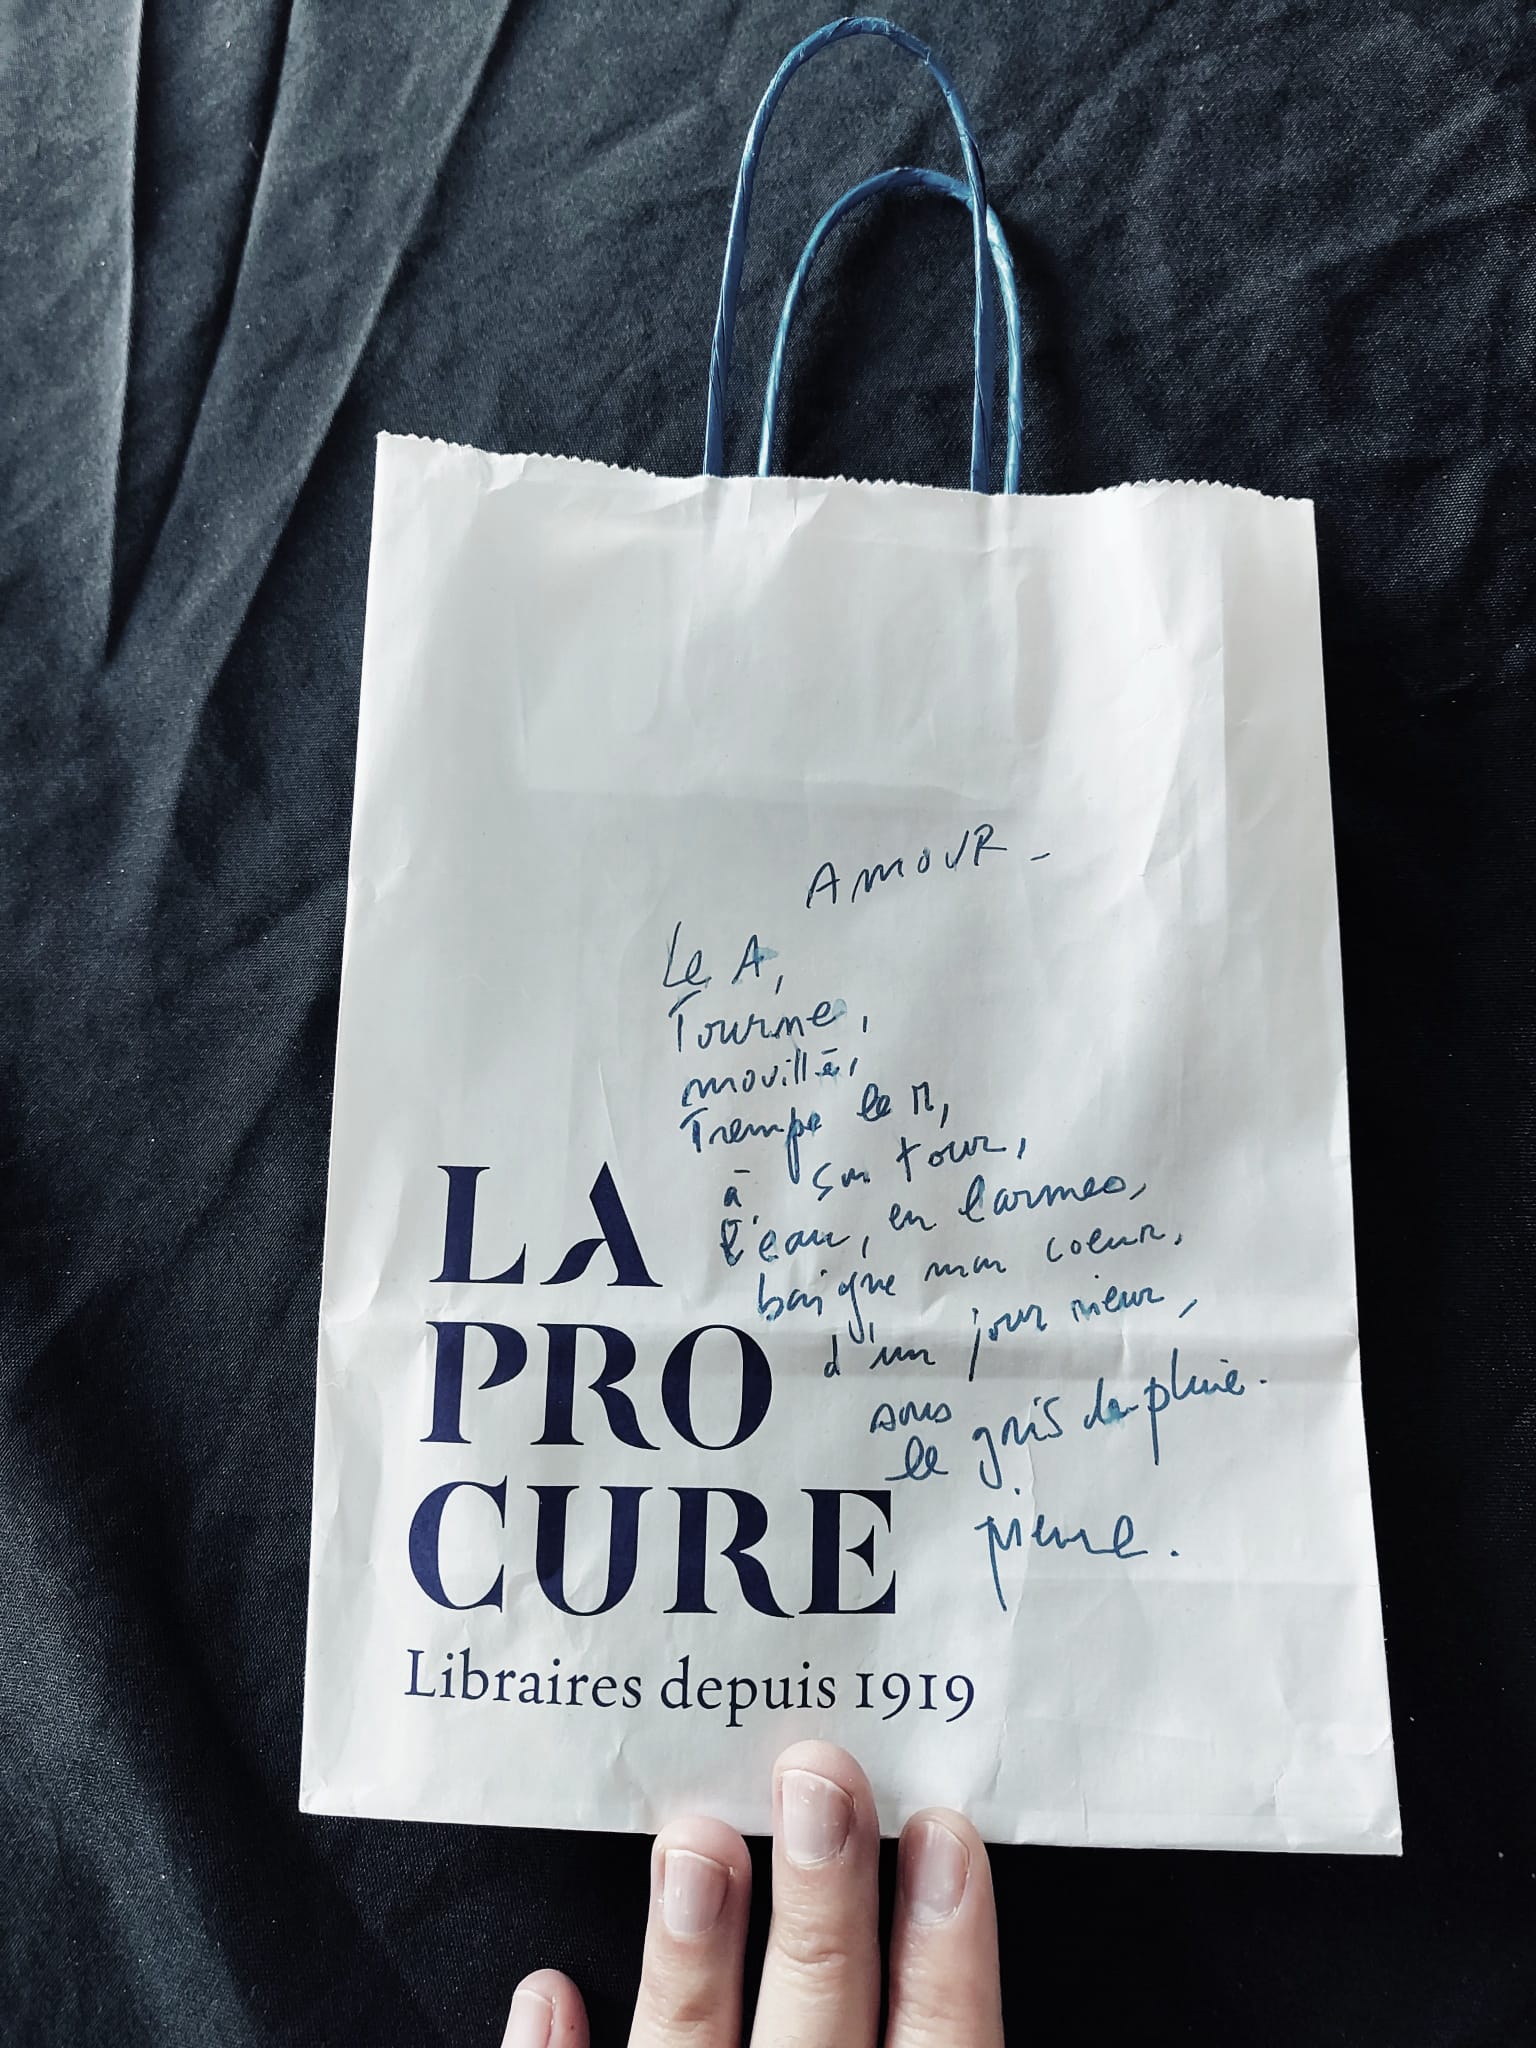 AMOUR -
Le A,
Tourne,
mouillé,
Trempe le M,
à son tour,
l'eau, en larmes,
baigne mon coeur,
d'un jour rieur,
sous
le gris de pluie.
pierre.
LA
PRO
CURE
Libraires depuis 1919